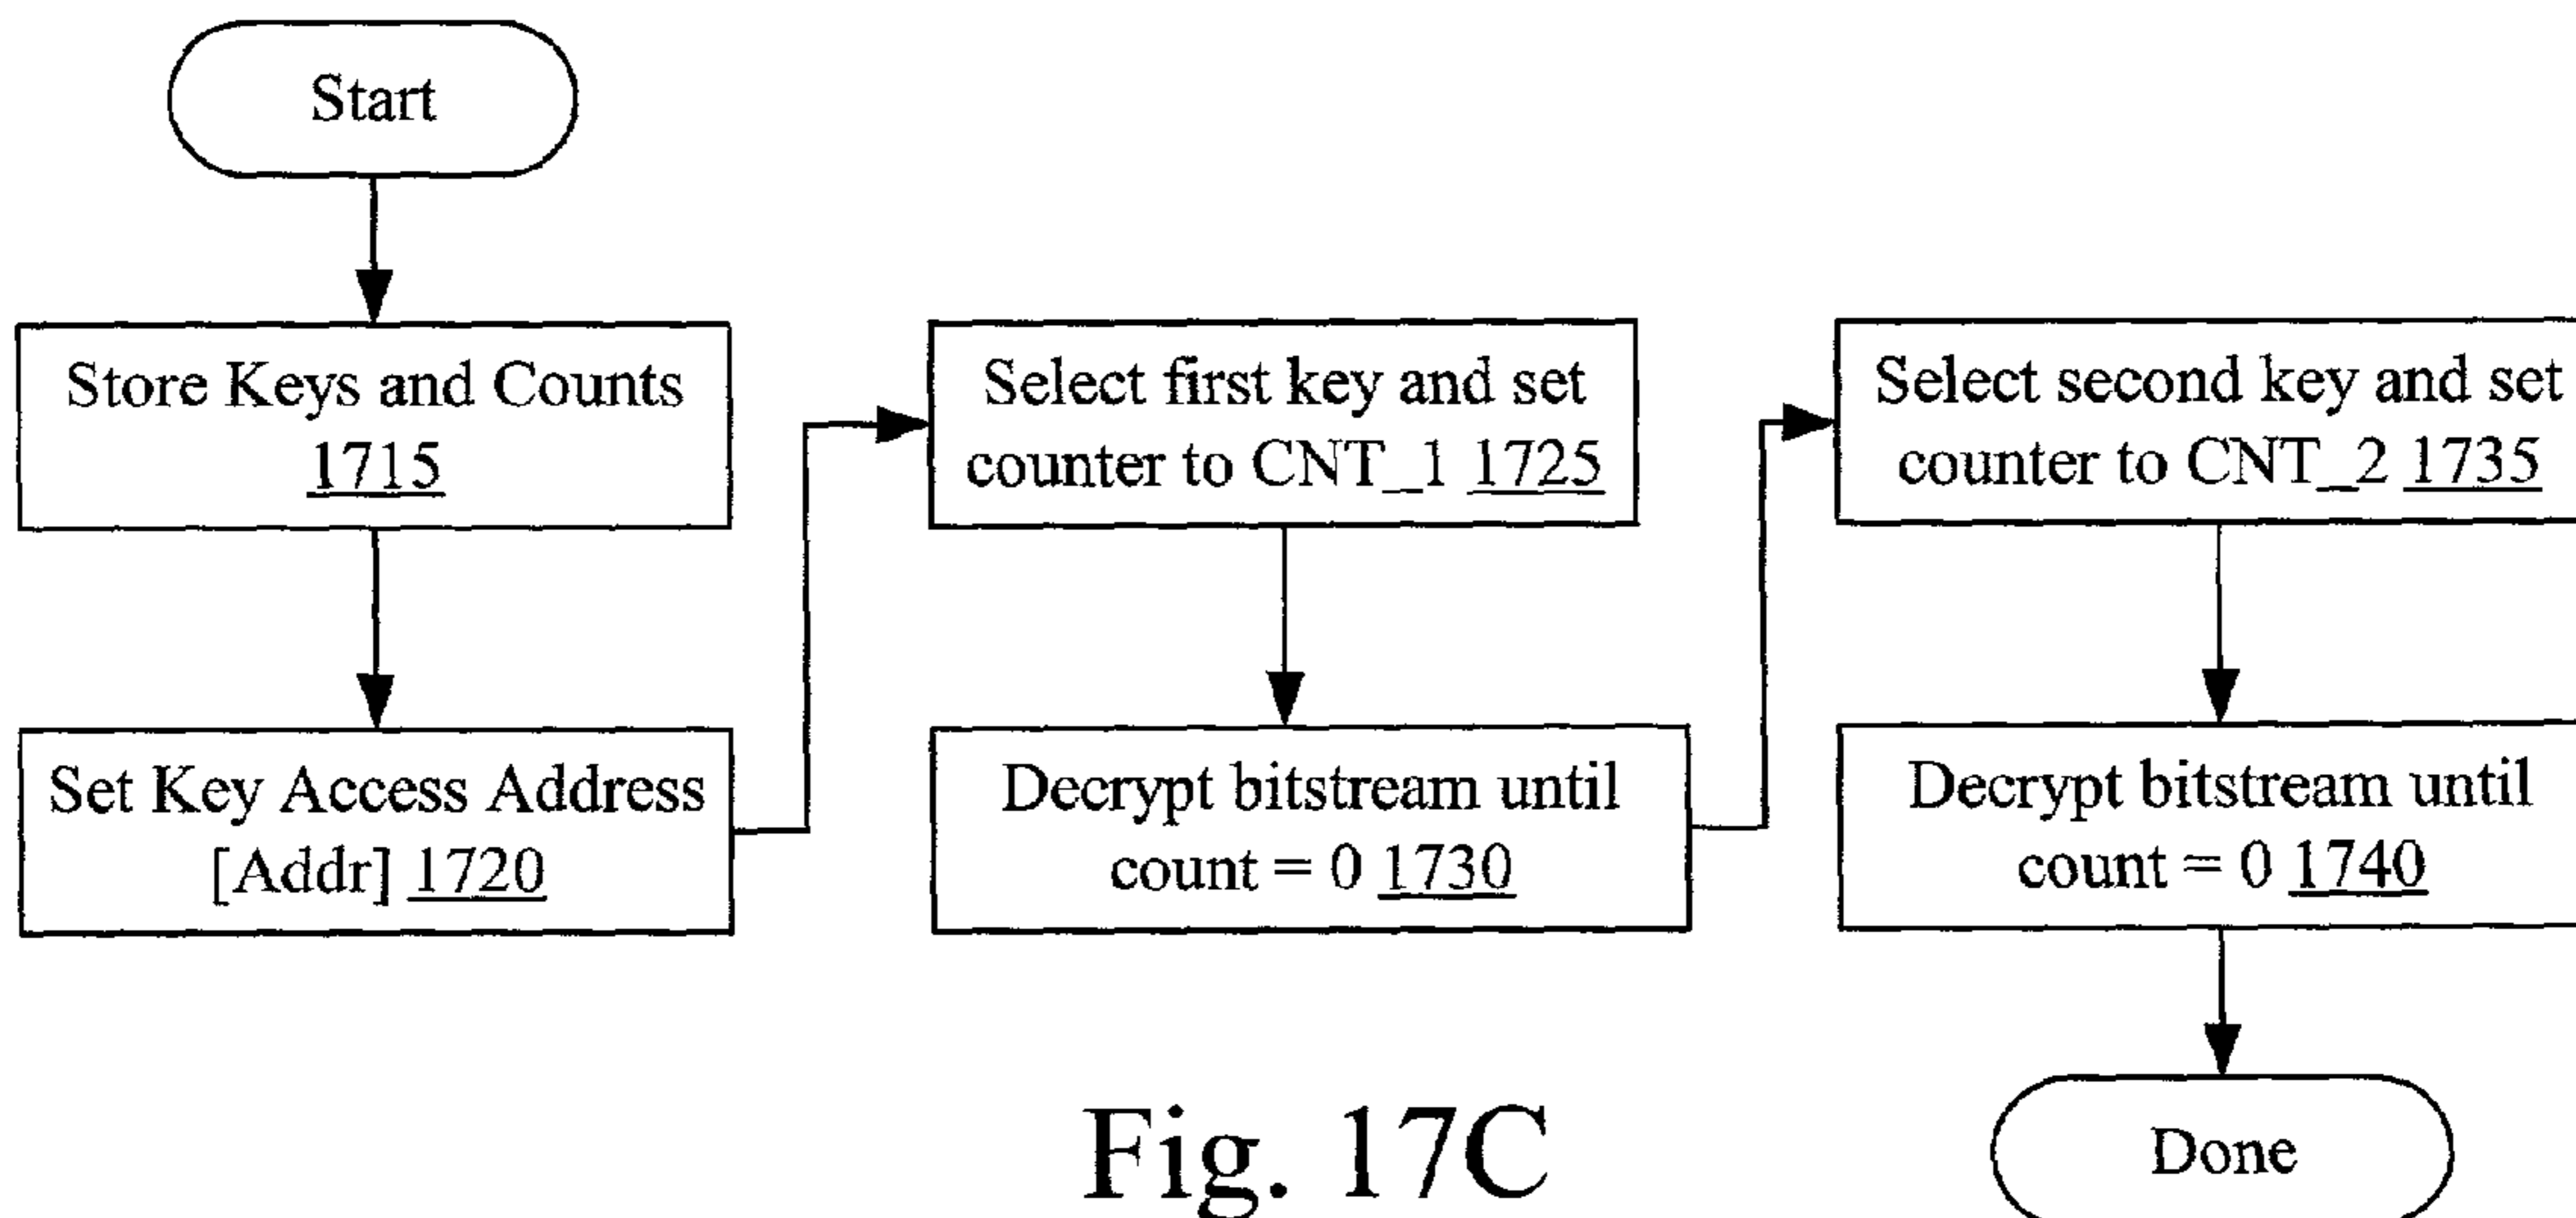 Start
Store Keys and Counts
1715
Set Key Access Address
[Addr] 1720
Select first key and set
counter to CNT_1 1725
Decrypt bitstream until
count = 0 1730
Select second key and set
counter to CNT_2 1735
Decrypt bitstream until
count = 0 1740
Done
Fig. 17C